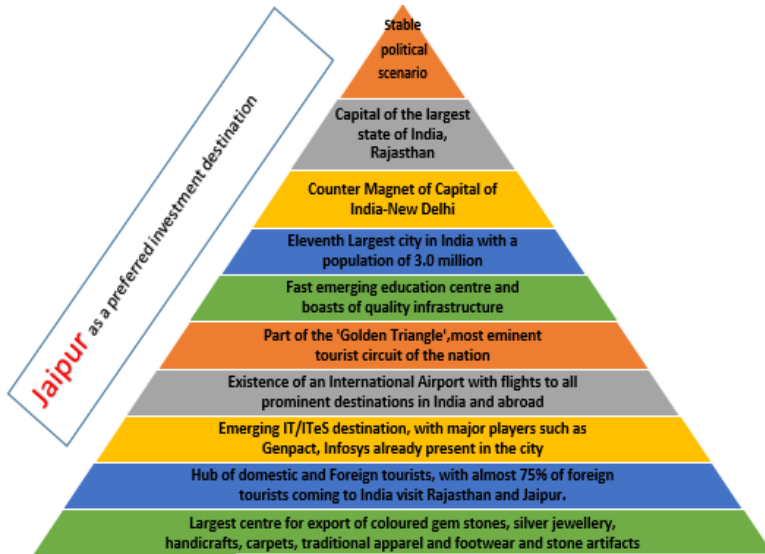 Jaipur as a preferred investment destination
Stable
political
scenario
Capital of the largest
state of India,
Rajasthan
Counter Magnet of Capital of
India-New Delhi
Eleventh Largest city in India with a
population of 3.0 million
Fast emerging education centre and
boasts of quality infrastructure
Part of the 'Golden Triangle',most eminent
tourist circuit of the nation
Existence of an International Airport with flights to all
prominent destinations in India and abroad
Emerging IT/ITeS destination, with major players such as
Genpact, Infosys already present in the city
Hub of domestic and Foreign tourists, with almost 75% of foreign
tourists coming to India visit Rajasthan and Jaipur.
Largest centre for export of coloured gem stones, silver jewellery,
handicrafts, carpets, traditional apparel and footwear and stone artifacts